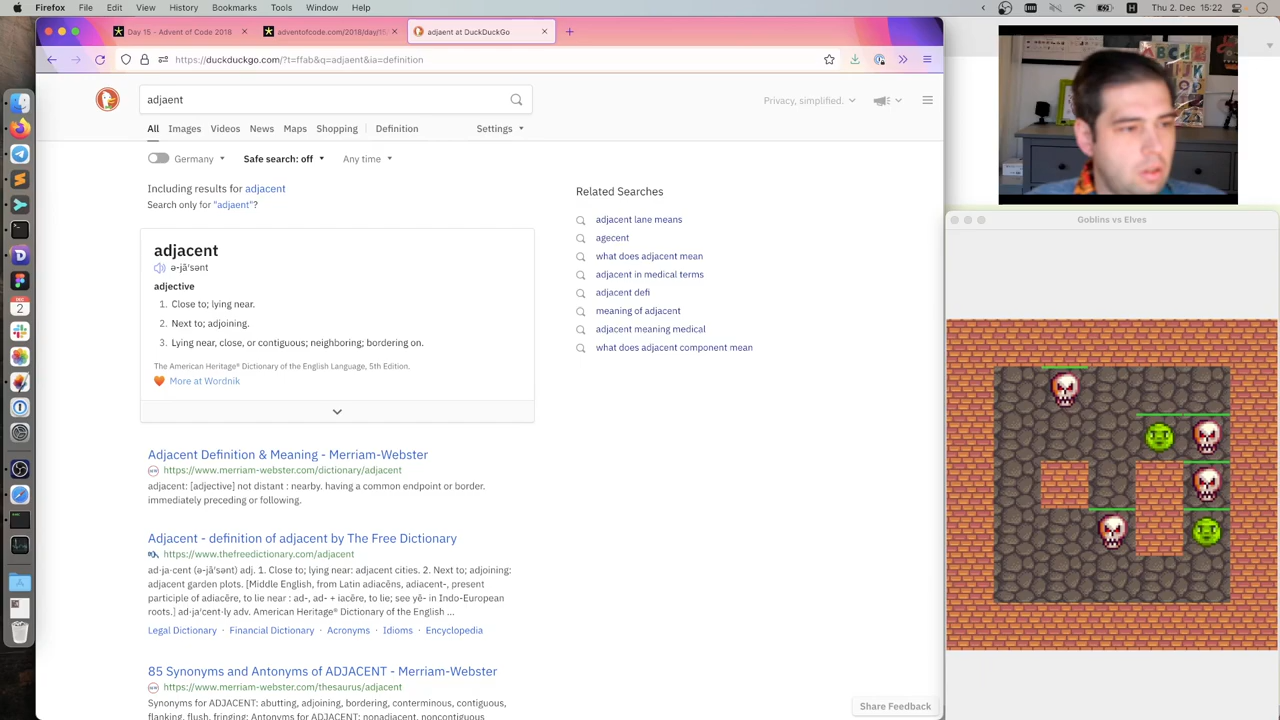 Firefox File Edit View History Bookmarks Tools Window Help
Thu 2. Dec 15:22
Day 15 - Advent of Code 2018
adventofcode.com/2018/day/15/
adjaent at DuckDuckGo
https://duckduckgo.com/?t=ffab&q=adjaent&ia=definition
adjaent
Privacy, simplified.
All Images Videos News Maps Shopping Definition Settings
Germany Safe search: off Any time
Including results for adjacent
Search only for "adjaent"?
adjacent
ə-jā′sənt
adjective
1. Close to; lying near.
2. Next to; adjoining.
3. Lying near, close, or contiguous; neighboring; bordering on.
The American Heritage® Dictionary of the English Language, 5th Edition.
More at Wordnik
Adjacent Definition & Meaning - Merriam-Webster
https://www.merriam-webster.com/dictionary/adjacent
adjacent: [adjective] not distant : nearby. having a common endpoint or border.
immediately preceding or following.
Adjacent - definition of adjacent by The Free Dictionary
https://www.thefreedictionary.com/adjacent
ad·ja·cent (ə-jā′sənt) adj. 1. Close to; lying near: adjacent cities. 2. Next to; adjoining:
adjacent garden plots. [Middle English, from Latin adiacēns, adiacent-, present
participle of adiacēre, to lie near : ad-, ad- + iacēre, to lie; see yē- in Indo-European
roots.] ad·ja′cent·ly adv. American Heritage® Dictionary of the English ...
Legal Dictionary · Financial Dictionary · Acronyms · Idioms · Encyclopedia
85 Synonyms and Antonyms of ADJACENT - Merriam-Webster
https://www.merriam-webster.com/thesaurus/adjacent
Synonyms for ADJACENT: abutting, adjoining, bordering, conterminous, contiguous,
flanking, flush, fringing; Antonyms for ADJACENT: nonadjacent, noncontiguous
Related Searches
adjacent lane means
agecent
what does adjacent mean
adjacent in medical terms
adjacent defi
meaning of adjacent
adjacent meaning medical
what does adjacent component mean
Share Feedback
Goblins vs Elves
DEC
2